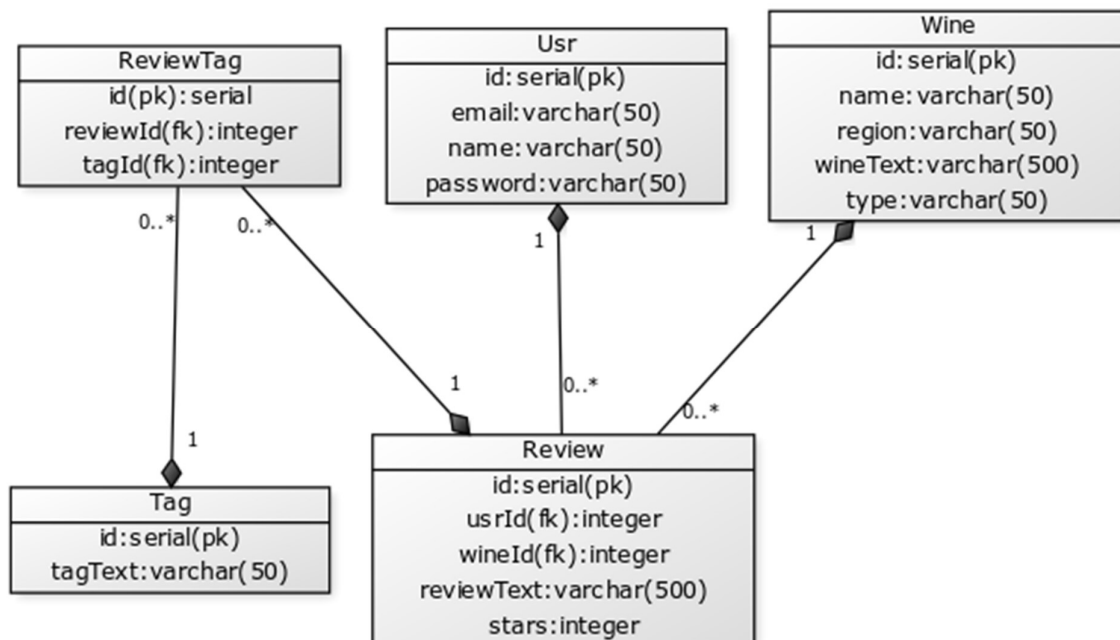 ReviewTag
id(pk):serial
reviewId(fk):integer
tagId(fk):integer
Usr
id:serial(pk)
email:varchar(50)
name:varchar(50)
password:varchar(50)
Wine
id:serial(pk)
name:varchar(50)
region:varchar(50)
wineText:varchar(500)
type:varchar(50)
0..*
0..*
1
1
1
0..*
0..*
1
Tag
id:serial(pk)
tagText:varchar(50)
Review
id:serial(pk)
usrId(fk):integer
wineId(fk):integer
reviewText:varchar(500)
stars:integer